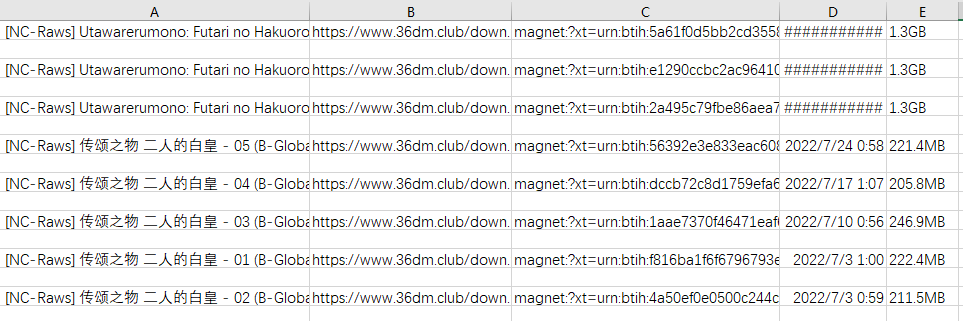 A B C D E
[NC-Raws] Utawarerumono: Futari no Hakuoro https://www.36dm.club/down. magnet:?xt=urn:btih:5a61f0d5bb2cd3558 ########### 1.3GB
[NC-Raws] Utawarerumono: Futari no Hakuoro https://www.36dm.club/down. magnet:?xt=urn:btih:e1290ccbc2ac96410 ########### 1.3GB
[NC-Raws] Utawarerumono: Futari no Hakuoro https://www.36dm.club/down. magnet:?xt=urn:btih:2a495c79fbe86aea7 ########### 1.3GB
[NC-Raws] 传颂之物 二人的白皇 - 05 (B-Globa https://www.36dm.club/down. magnet:?xt=urn:btih:56392e3e833eac608 2022/7/24 0:58 221.4MB
[NC-Raws] 传颂之物 二人的白皇 - 04 (B-Globa https://www.36dm.club/down. magnet:?xt=urn:btih:dccb72c8d1759efa6 2022/7/17 1:07 205.8MB
[NC-Raws] 传颂之物 二人的白皇 - 03 (B-Globa https://www.36dm.club/down. magnet:?xt=urn:btih:1aae7370f46471eaf 2022/7/10 0:56 246.9MB
[NC-Raws] 传颂之物 二人的白皇 - 01 (B-Globa https://www.36dm.club/down. magnet:?xt=urn:btih:f816ba1f6f6796793e 2022/7/3 1:00 222.4MB
[NC-Raws] 传颂之物 二人的白皇 - 02 (B-Globa https://www.36dm.club/down. magnet:?xt=urn:btih:4a50ef0e0500c244c 2022/7/3 0:59 211.5MB